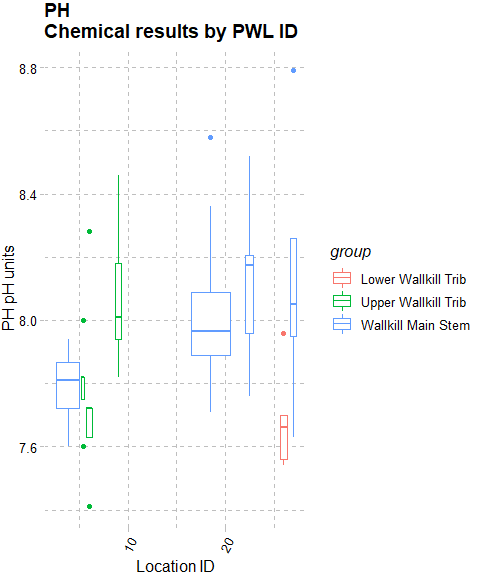 PH
Chemical results by PWL ID
8.8
8.4
8.0
7.6
PH pH units
10
20
Location ID
group
Lower Wallkill Trib
Upper Wallkill Trib
Wallkill Main Stem